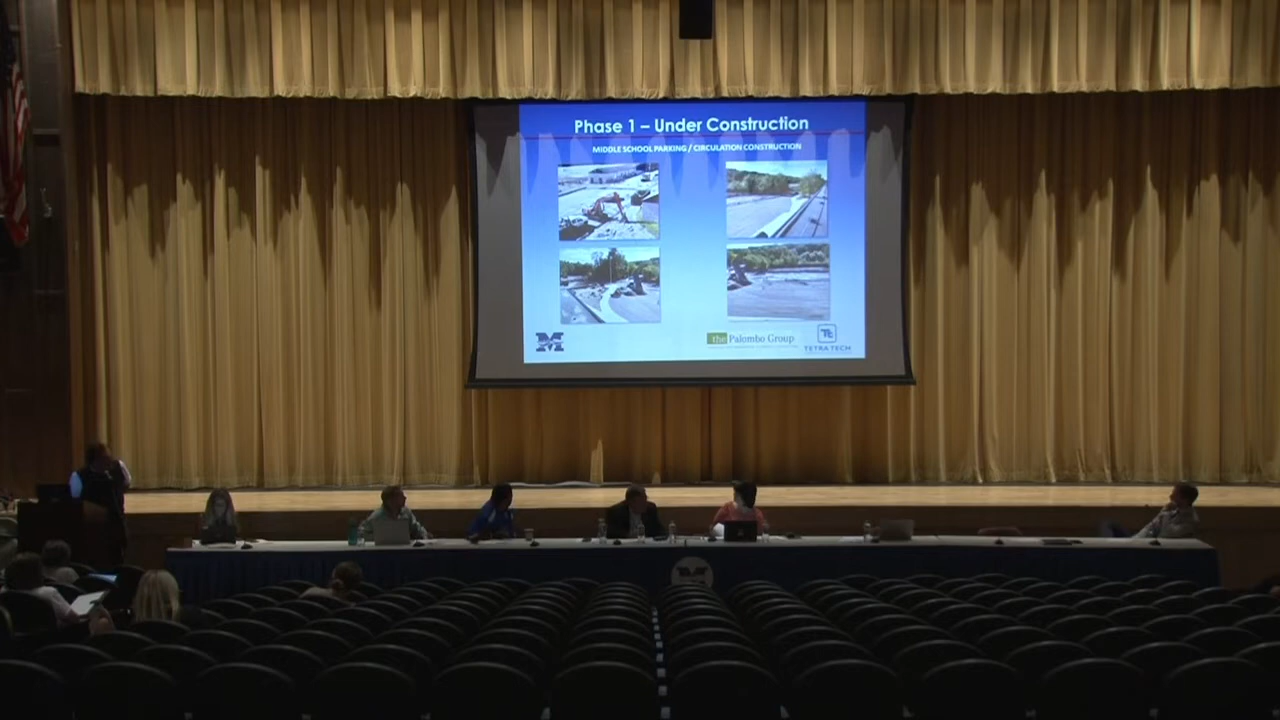 Phase 1 – Under Construction
MIDDLE SCHOOL PARKING / CIRCULATION CONSTRUCTION
M
the Palombo Group
TETRA TECH